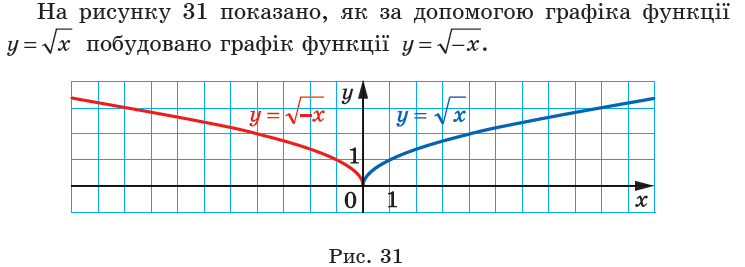 На рисунку 31 показано, як за допомогою графіка функції
y = √x побудовано графік функції y = √−x.
y
y = √−x y = √x
1
0 1 x
Рис. 31